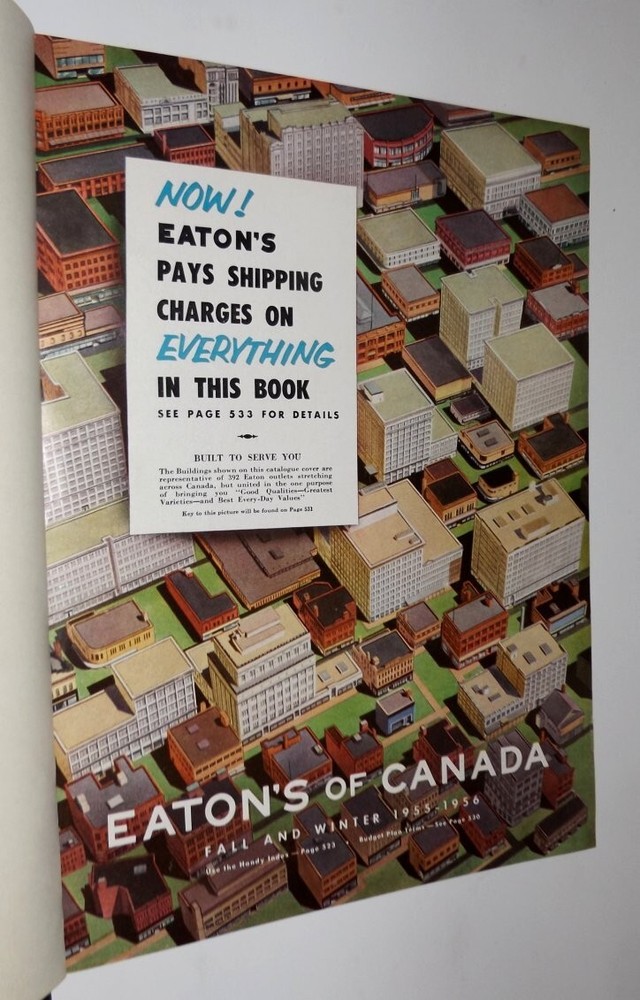 NOW!
EATON'S
PAYS SHIPPING
CHARGES ON
EVERYTHING
IN THIS BOOK
SEE PAGE 533 FOR DETAILS
BUILT TO SERVE YOU
The Buildings shown on this catalogue cover are
representative of 392 Eaton outlets stretching
across Canada, but united in the one purpose
of bringing you "Good Qualities—Greatest
Varieties—and Best Every-Day Values"
Key to this picture will be found on Page 533
EATON'S OF CANADA
FALL AND WINTER 1955-1956
Use the Handy Index—Page 523 Budget Plan Terms—See Page 530